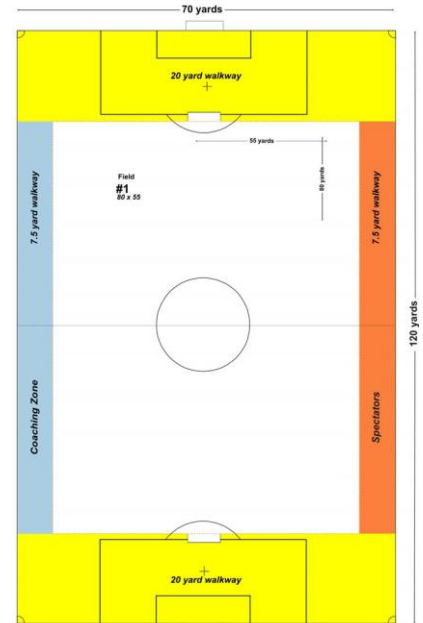 70 yards
20 yard walkway
55 yards
80 yards
Field
#1
80 x 55
7.5 yard walkway
7.5 yard walkway
120 yards
Coaching Zone
Spectators
20 yard walkway